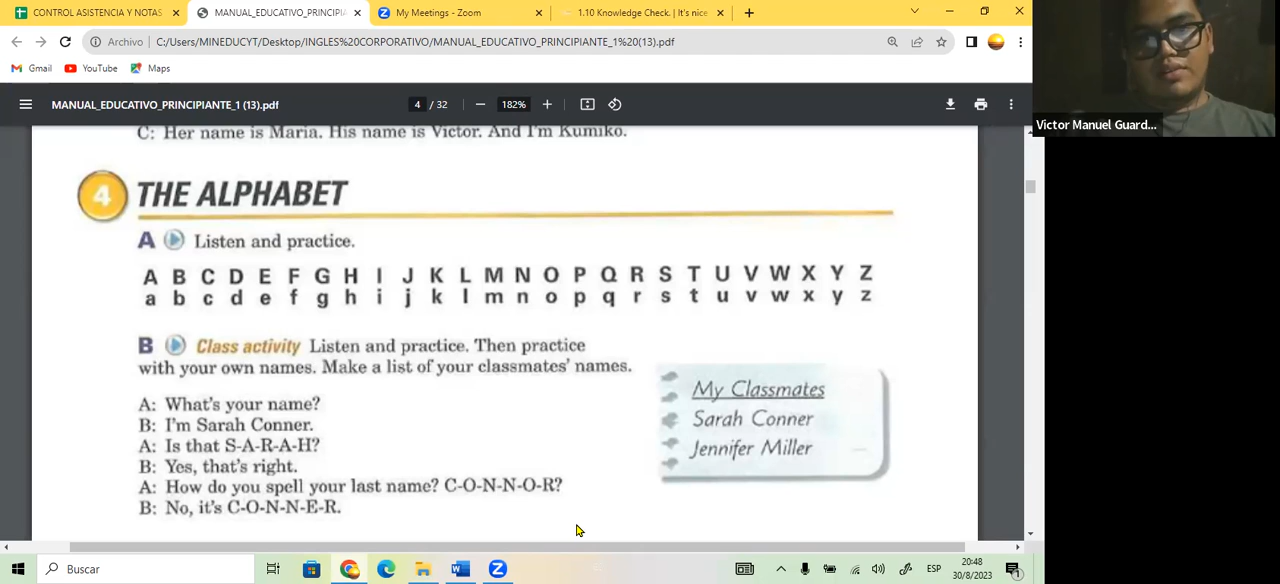 CONTROL ASISTENCIA Y NOTAS
MANUAL_EDUCATIVO_PRINCIPI
My Meetings - Zoom
1.10 Knowledge Check. | It's nice
Archivo
C:/Users/MINEDUCYT/Desktop/INGLES%20CORPORATIVO/MANUAL_EDUCATIVO_PRINCIPIANTE_1%20(13).pdf
Gmail
YouTube
Maps
MANUAL_EDUCATIVO_PRINCIPIANTE_1 (13).pdf
4 / 32
182%
Victor Manuel Guard...
C: Her name is Maria. His name is Victor. And I'm Kumiko.
4 THE ALPHABET
A Listen and practice.
A B C D E F G H I J K L M N O P Q R S T U V W X Y Z
a b c d e f g h i j k l m n o p q r s t u v w x y z
B Class activity Listen and practice. Then practice
with your own names. Make a list of your classmates' names.
A: What's your name?
B: I'm Sarah Conner.
A: Is that S-A-R-A-H?
B: Yes, that's right.
A: How do you spell your last name? C-O-N-N-O-R?
B: No, it's C-O-N-N-E-R.
My Classmates
Sarah Conner
Jennifer Miller
Buscar
ESP
20:48
30/8/2023
1